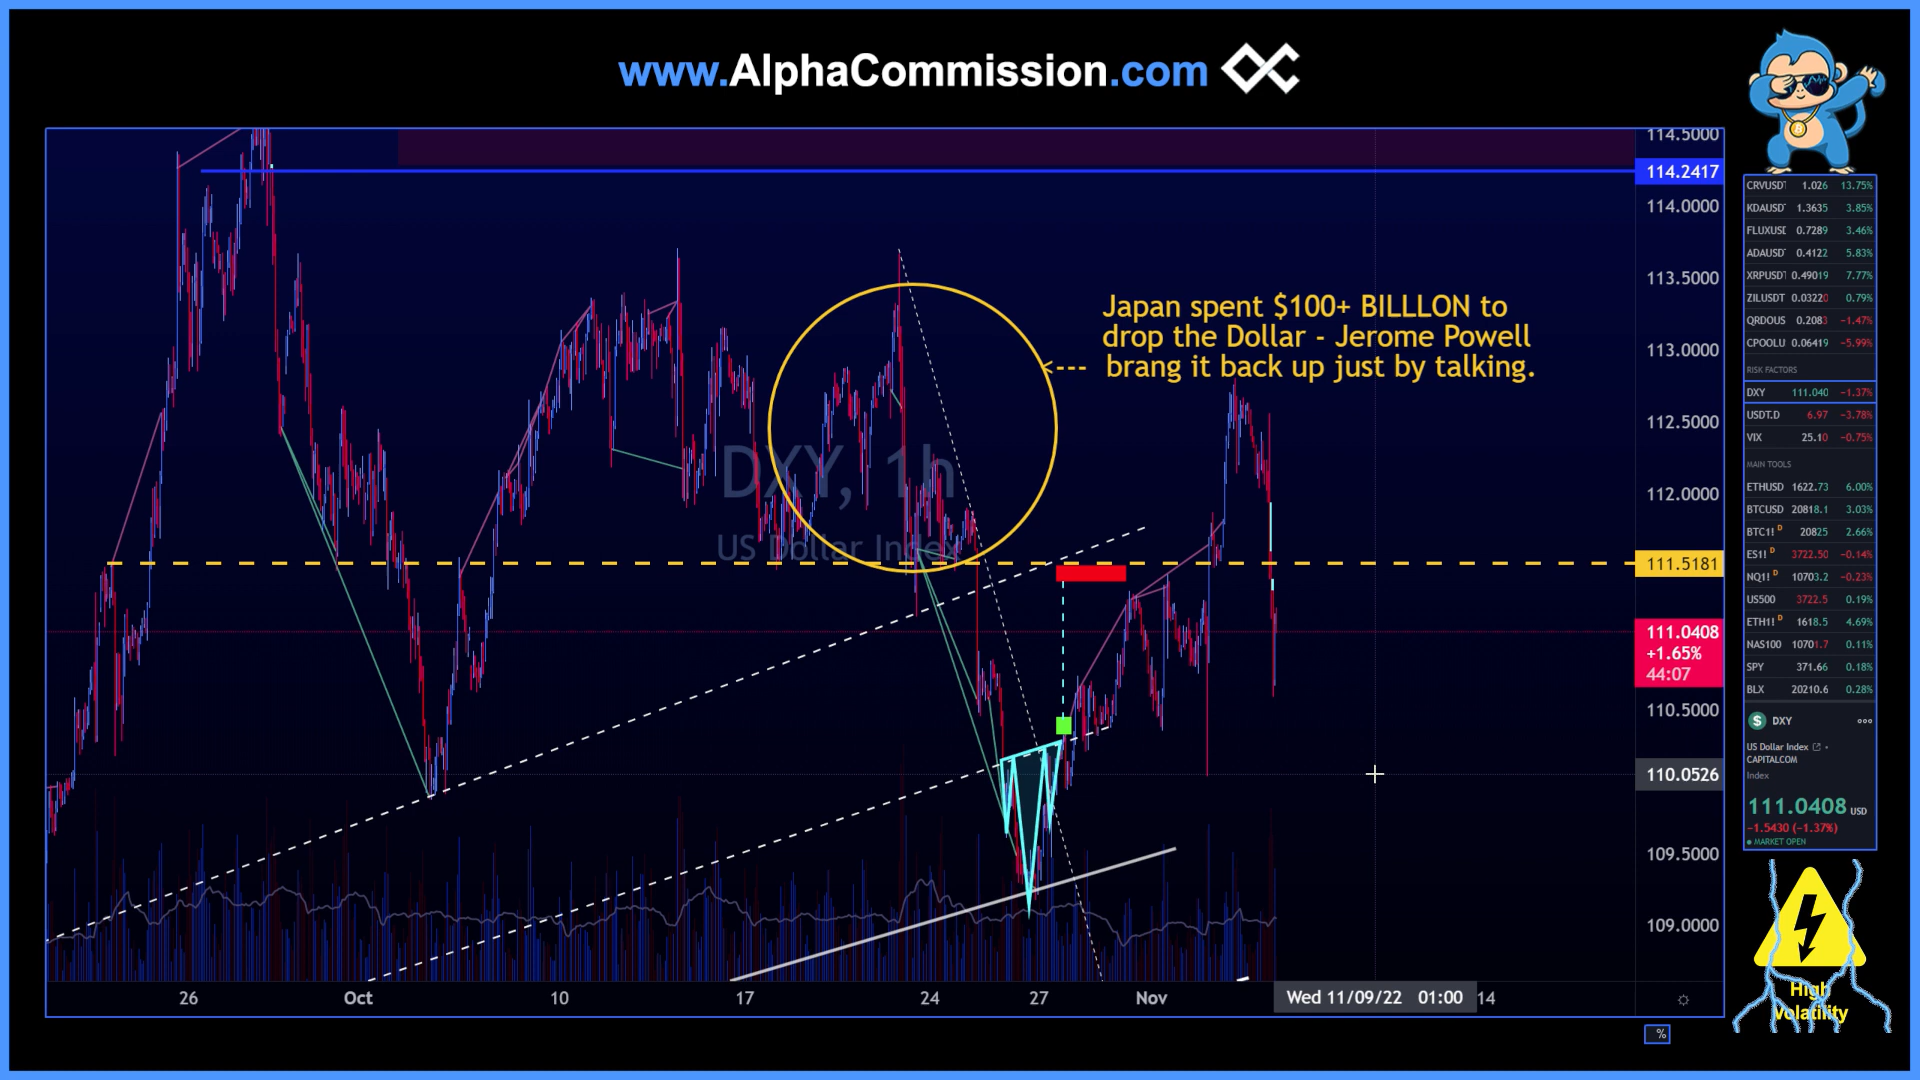 www.AlphaCommission.com
Japan spent $100+ BILLLON to
drop the Dollar - Jerome Powell
brang it back up just by talking.
DXY, 1h
US Dollar Index
114.5000
114.2417
114.0000
113.5000
113.0000
112.5000
112.0000
111.5181
111.0408
+1.65%
44:07
110.5000
110.0526
109.5000
109.0000
26 Oct 10 17 24 27 Nov Wed 11/09/22 01:00 14
%
CRVUSDT 1.026 13.75%
KDAUSDT 1.3635 3.85%
FLUXUSD 0.7289 3.46%
ADAUSDT 0.4122 5.83%
XRPUSDT 0.49019 7.77%
ZILUSDT 0.03220 0.79%
QRDOUS 0.2083 −1.47%
CPOOLU 0.06419 −5.99%
RISK FACTORS
DXY 111.040 −1.37%
USDT.D 6.97 −3.78%
VIX 25.10 −0.75%
MAIN TOOLS
ETHUSD 1622.73 6.00%
BTCUSD 20818.1 3.03%
BTC1! D 20825 2.66%
ES1! D 3722.50 −0.14%
NQ1! D 10703.2 −0.23%
US500 3722.5 0.19%
ETH1! D 1618.5 4.69%
NAS100 10701.7 0.11%
SPY 371.66 0.18%
BLX 20210.6 0.28%
$ DXY
US Dollar Index
CAPITALCOM
Index
111.0408 USD
−1.5430 (−1.37%)
MARKET OPEN
High
Volatility